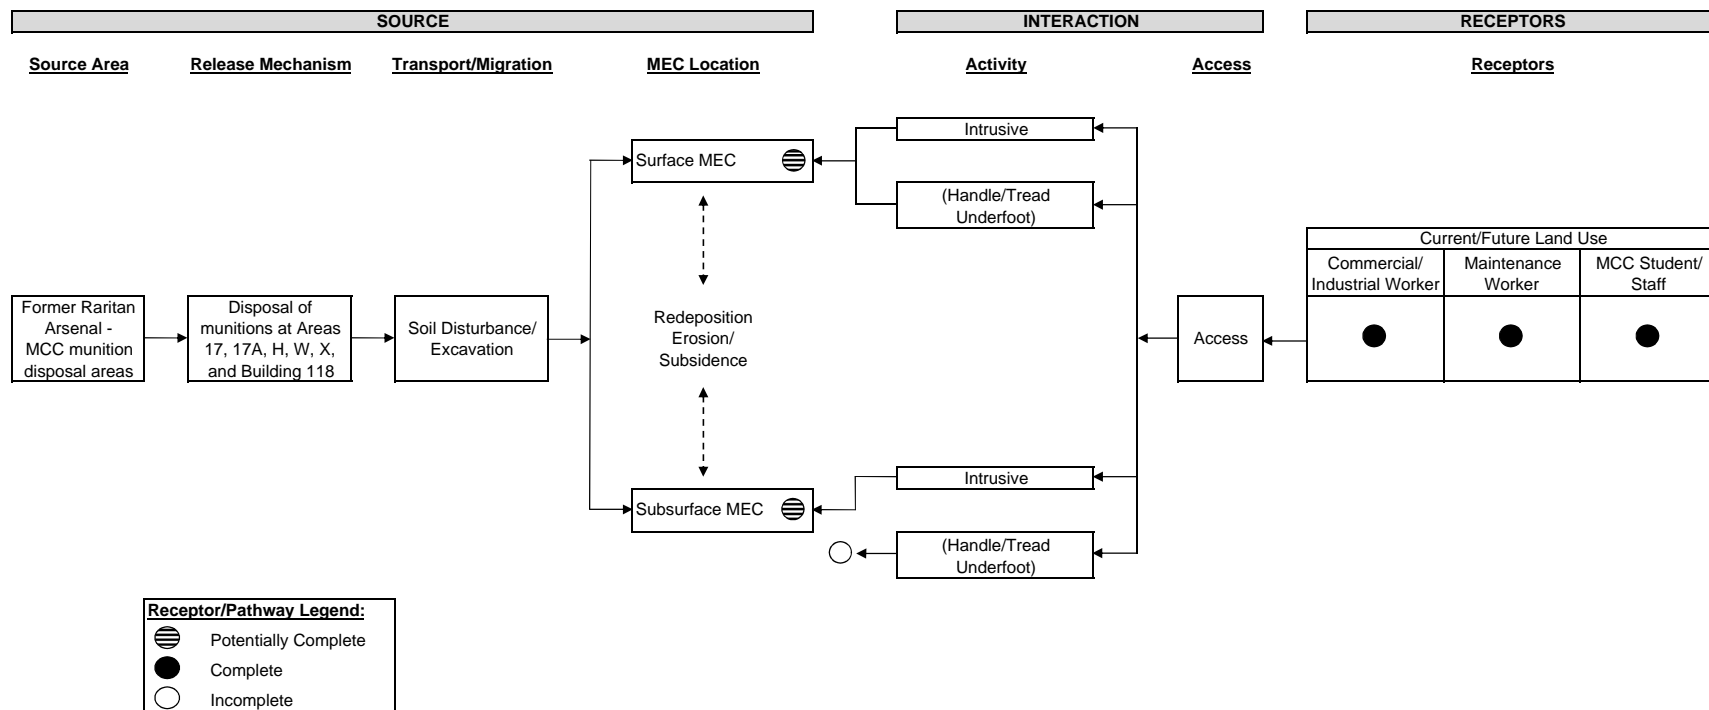 SOURCE
INTERACTION
RECEPTORS
Source Area
Release Mechanism
Transport/Migration
MEC Location
Activity
Access
Receptors
Intrusive
Surface MEC
(Handle/Tread
Underfoot)
Current/Future Land Use
Commercial/
Industrial Worker
Maintenance
Worker
MCC Student/
Staff
Former Raritan
Arsenal -
MCC munition
disposal areas
Disposal of
munitions at Areas
17, 17A, H, W, X,
and Building 118
Soil Disturbance/
Excavation
Redeposition
Erosion/
Subsidence
Access
Intrusive
Subsurface MEC
(Handle/Tread
Underfoot)
Receptor/Pathway Legend:
Potentially Complete
Complete
Incomplete